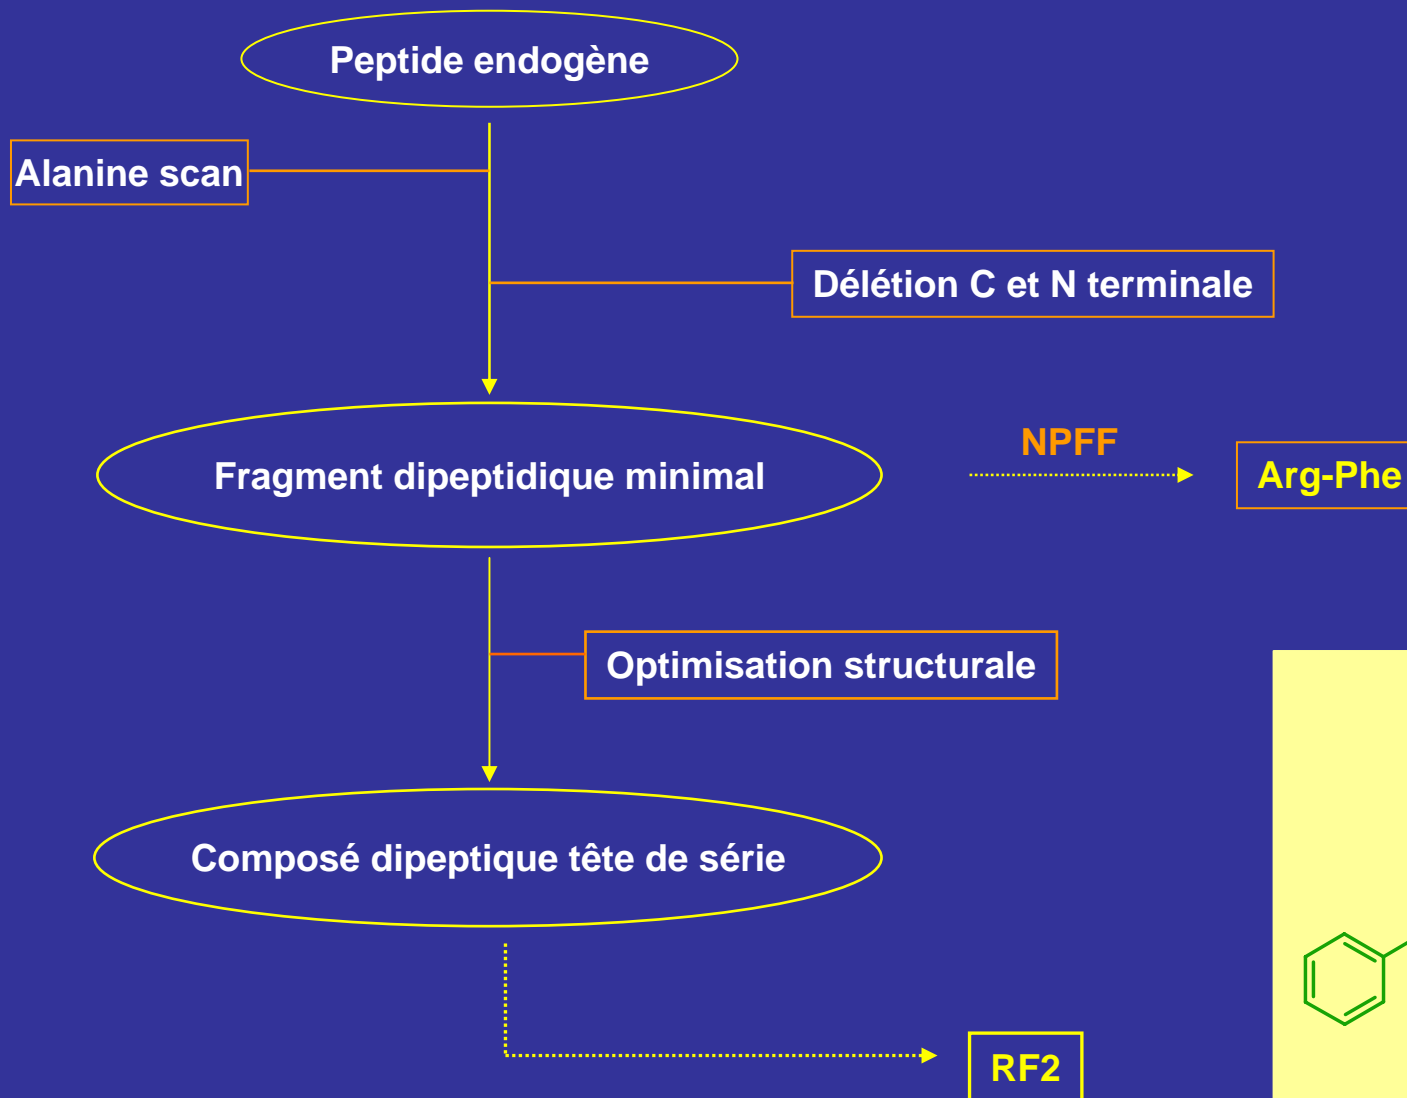 Peptide endogène
Alanine scan
Délétion C et N terminale
NPFF
Fragment dipeptidique minimal
Arg-Phe
Optimisation structurale
Composé dipeptique tête de série
RF2